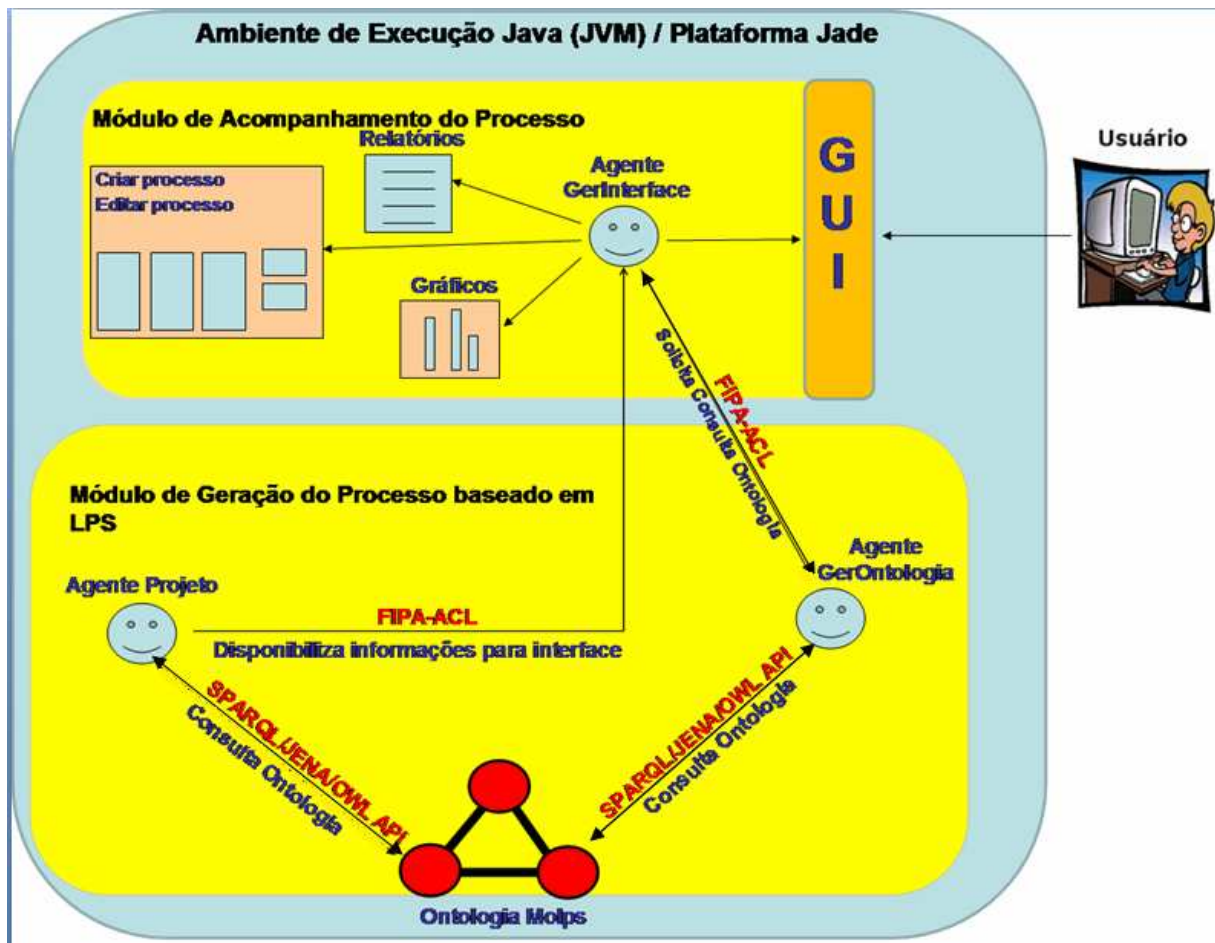 Ambiente de Execução Java (JVM) / Plataforma Jade
Módulo de Acompanhamento do Processo
Relatórios
Criar processo
Editar processo
Gráficos
Agente
GerInterface
G
U
I
Usuário
FIPA-ACL
Solicita Consulta Ontologia
Módulo de Geração do Processo baseado em
LPS
Agente Projeto
FIPA-ACL
Disponibiliza informações para interface
Agente
GerOntologia
SPARQL/JENA/OWL API
Consulta Ontologia
SPARQL/JENA/OWL API
Consulta Ontologia
Ontologia Molps